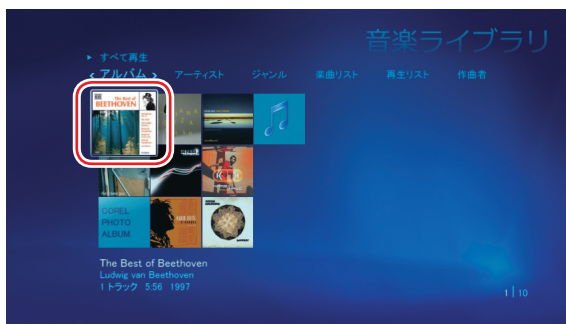 音楽ライブラリ
すべて再生
アルバム アーティスト ジャンル 楽曲リスト 再生リスト 作曲者
The Best of
BEETHOVEN
COREL
PHOTO
ALBUM
The Best of Beethoven
Ludwig van Beethoven
1 トラック 5:56 1997
1 | 10